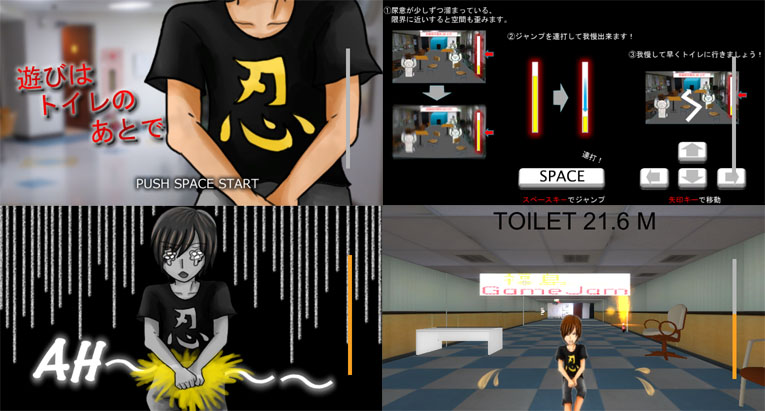 遊びは
トイレの
あとで
忍
PUSH SPACE START
①尿意が少しずつ溜まっている、
限界に近いすると空間も歪みます。
②ジャンプを連打して我慢出来ます!
③我慢して早くトイレに行きましょう!
連打!
SPACE
スペースキーでジャンプ
矢印キーで移動
忍
AH~~~~
TOILET 21.6 M
GameJam
忍